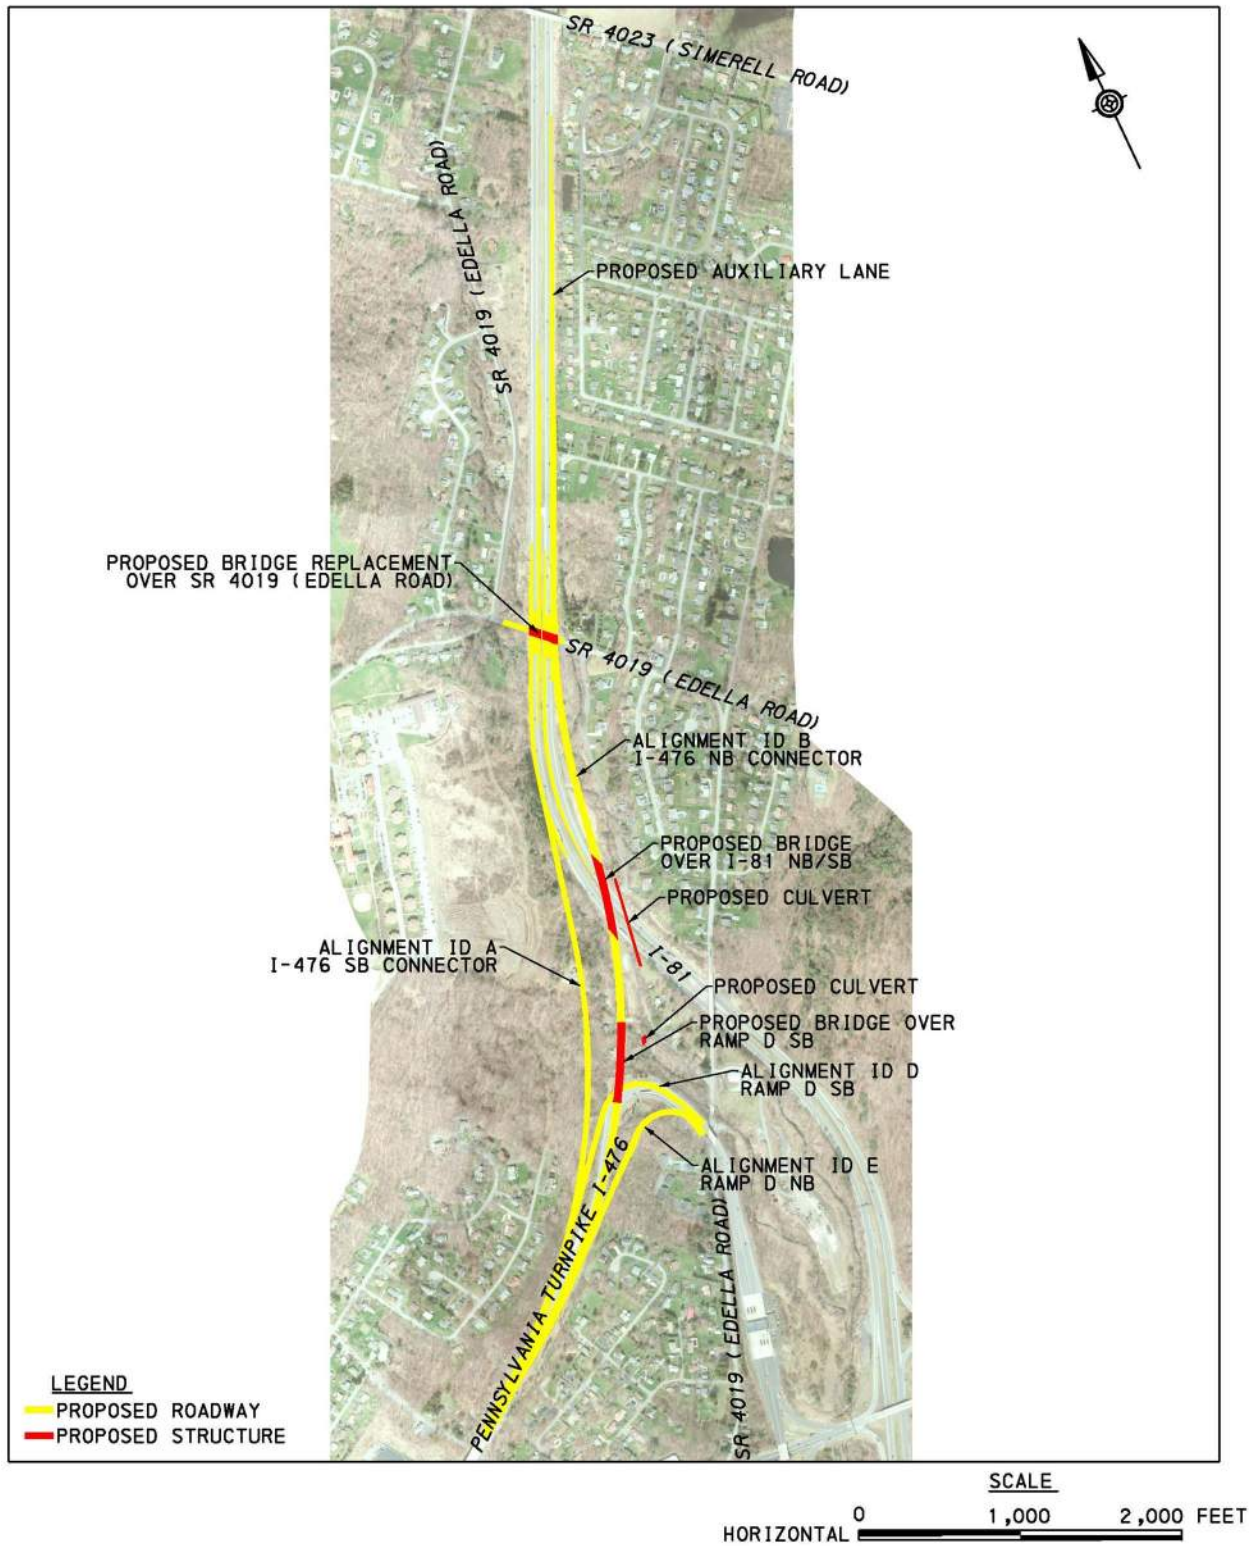 SR 4023 (SIMERELL ROAD)
SR 4019 (EDELLA ROAD)
PROPOSED AUXILIARY LANE
PROPOSED BRIDGE REPLACEMENT
OVER SR 4019 (EDELLA ROAD)
SR 4019 (EDELLA ROAD)
ALIGNMENT ID B
I-476 NB CONNECTOR
PROPOSED BRIDGE
OVER I-81 NB/SB
PROPOSED CULVERT
ALIGNMENT ID A
I-476 SB CONNECTOR
I-81
PROPOSED CULVERT
PROPOSED BRIDGE OVER
RAMP D SB
ALIGNMENT ID D
RAMP D SB
ALIGNMENT ID E
RAMP D NB
PENNSYLVANIA TURNPIKE I-476
SR 4019 (EDELLA ROAD)
LEGEND
PROPOSED ROADWAY
PROPOSED STRUCTURE
SCALE
0 1,000 2,000 FEET
HORIZONTAL